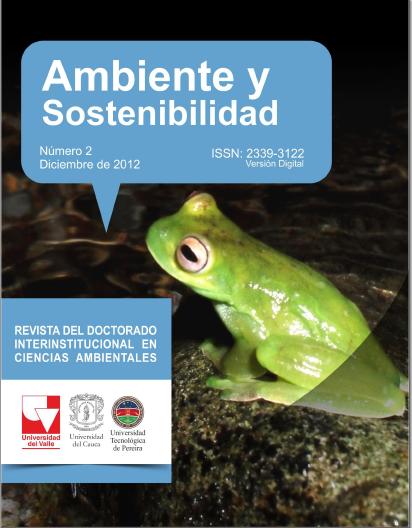 Ambiente y
Sostenibilidad
Número 2
Diciembre de 2012
ISSN: 2339-3122
Versión Digital
REVISTA DEL DOCTORADO
INTERINSTITUCIONAL EN
CIENCIAS AMBIENTALES
Universidad
del Valle
Universidad
del Cauca
Universidad
Tecnológica
de Pereira